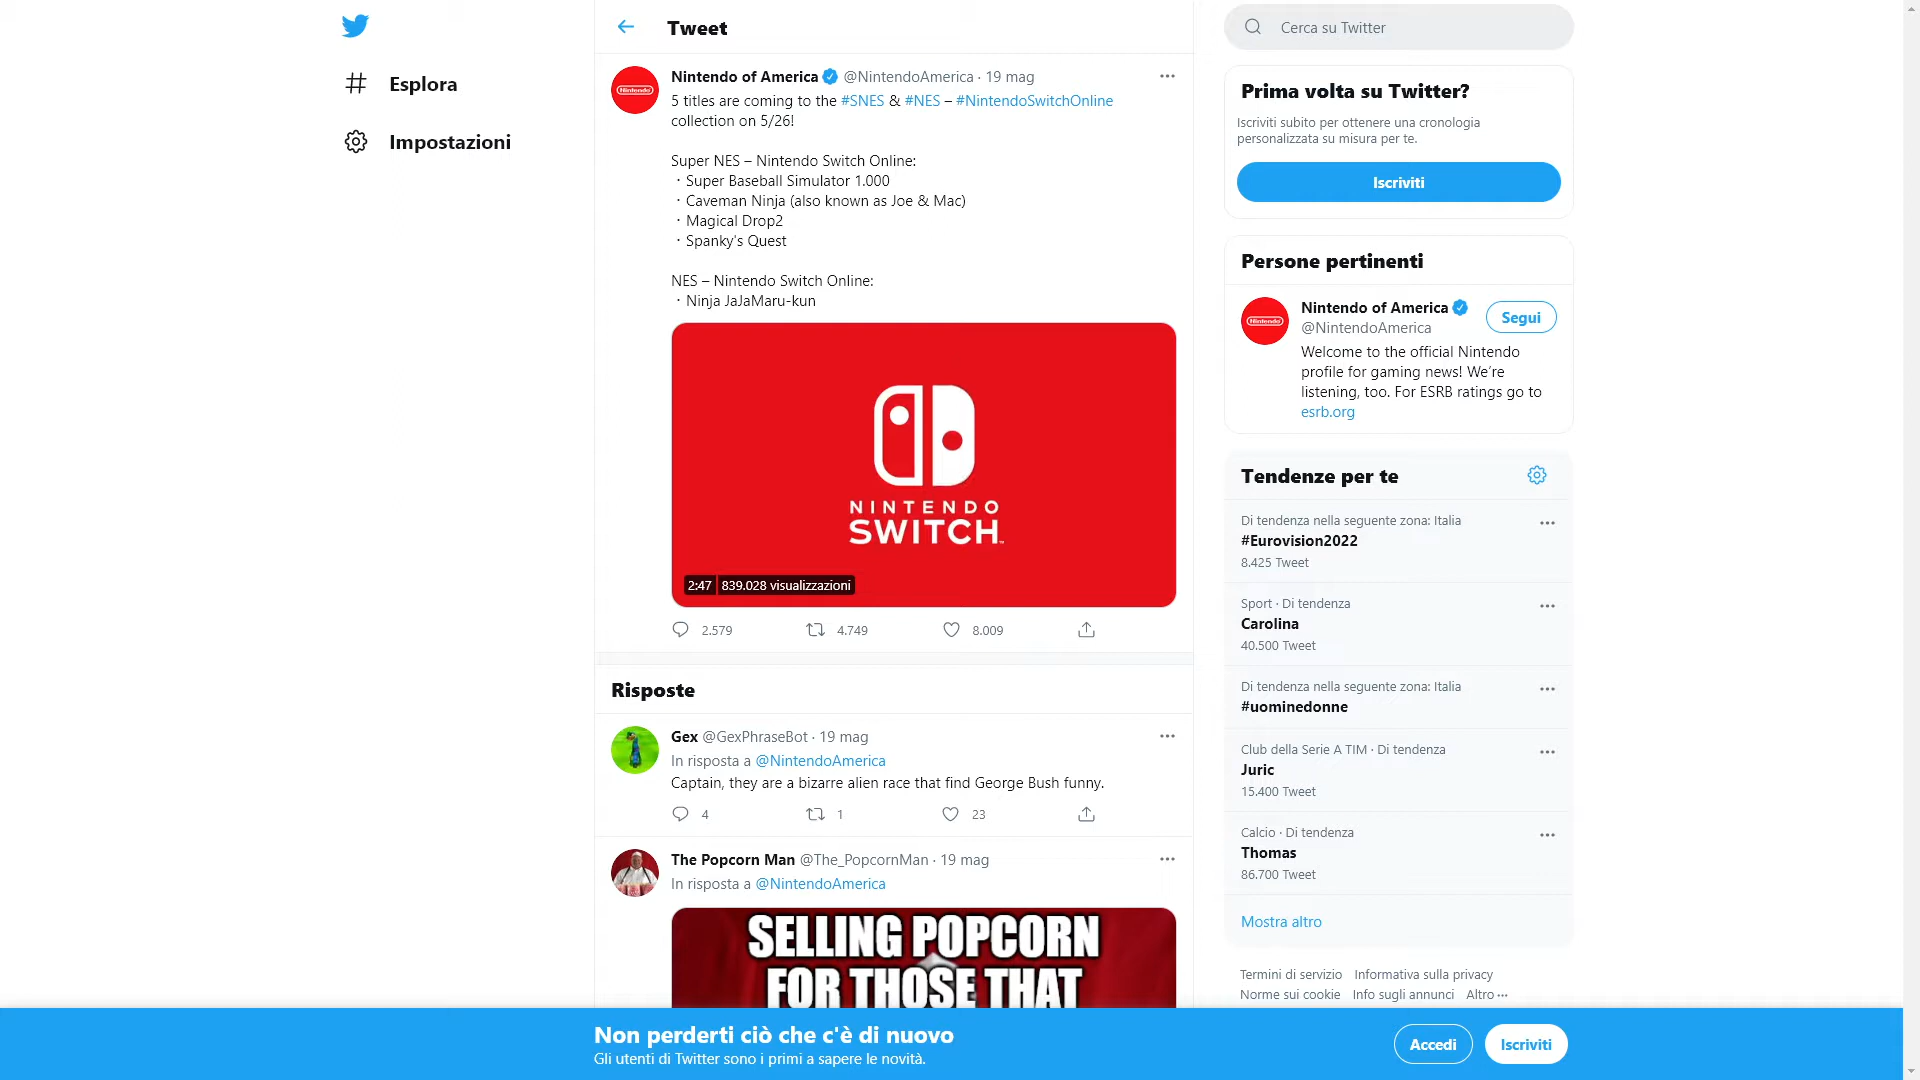 Esplora
Impostazioni
Tweet
Nintendo of America @NintendoAmerica · 19 mag
5 titles are coming to the #SNES & #NES – #NintendoSwitchOnline
collection on 5/26!
Super NES – Nintendo Switch Online:
・Super Baseball Simulator 1.000
・Caveman Ninja (also known as Joe & Mac)
・Magical Drop2
・Spanky's Quest
NES – Nintendo Switch Online:
・Ninja JaJaMaru-kun
NINTENDO
SWITCH™
2:47 839.028 visualizzazioni
2.579 4.749 8.009
Risposte
Gex @GexPhraseBot · 19 mag
In risposta a @NintendoAmerica
Captain, they are a bizarre alien race that find George Bush funny.
4 1 23
The Popcorn Man @The_PopcornMan · 19 mag
In risposta a @NintendoAmerica
SELLING POPCORN
FOR THOSE THAT
Cerca su Twitter
Prima volta su Twitter?
Iscriviti subito per ottenere una cronologia
personalizzata su misura per te.
Iscriviti
Persone pertinenti
Nintendo
Nintendo of America
@NintendoAmerica
Segui
Welcome to the official Nintendo
profile for gaming news! We're
listening, too. For ESRB ratings go to
esrb.org
Tendenze per te
Di tendenza nella seguente zona: Italia
#Eurovision2022
8.425 Tweet
Sport · Di tendenza
Carolina
40.500 Tweet
Di tendenza nella seguente zona: Italia
#uominedonne
Club della Serie A TIM · Di tendenza
Juric
15.400 Tweet
Calcio · Di tendenza
Thomas
86.700 Tweet
Mostra altro
Termini di servizio Informativa sulla privacy
Norme sui cookie Info sugli annunci Altro ···
Non perderti ciò che c'è di nuovo
Gli utenti di Twitter sono i primi a sapere le novità.
Accedi
Iscriviti